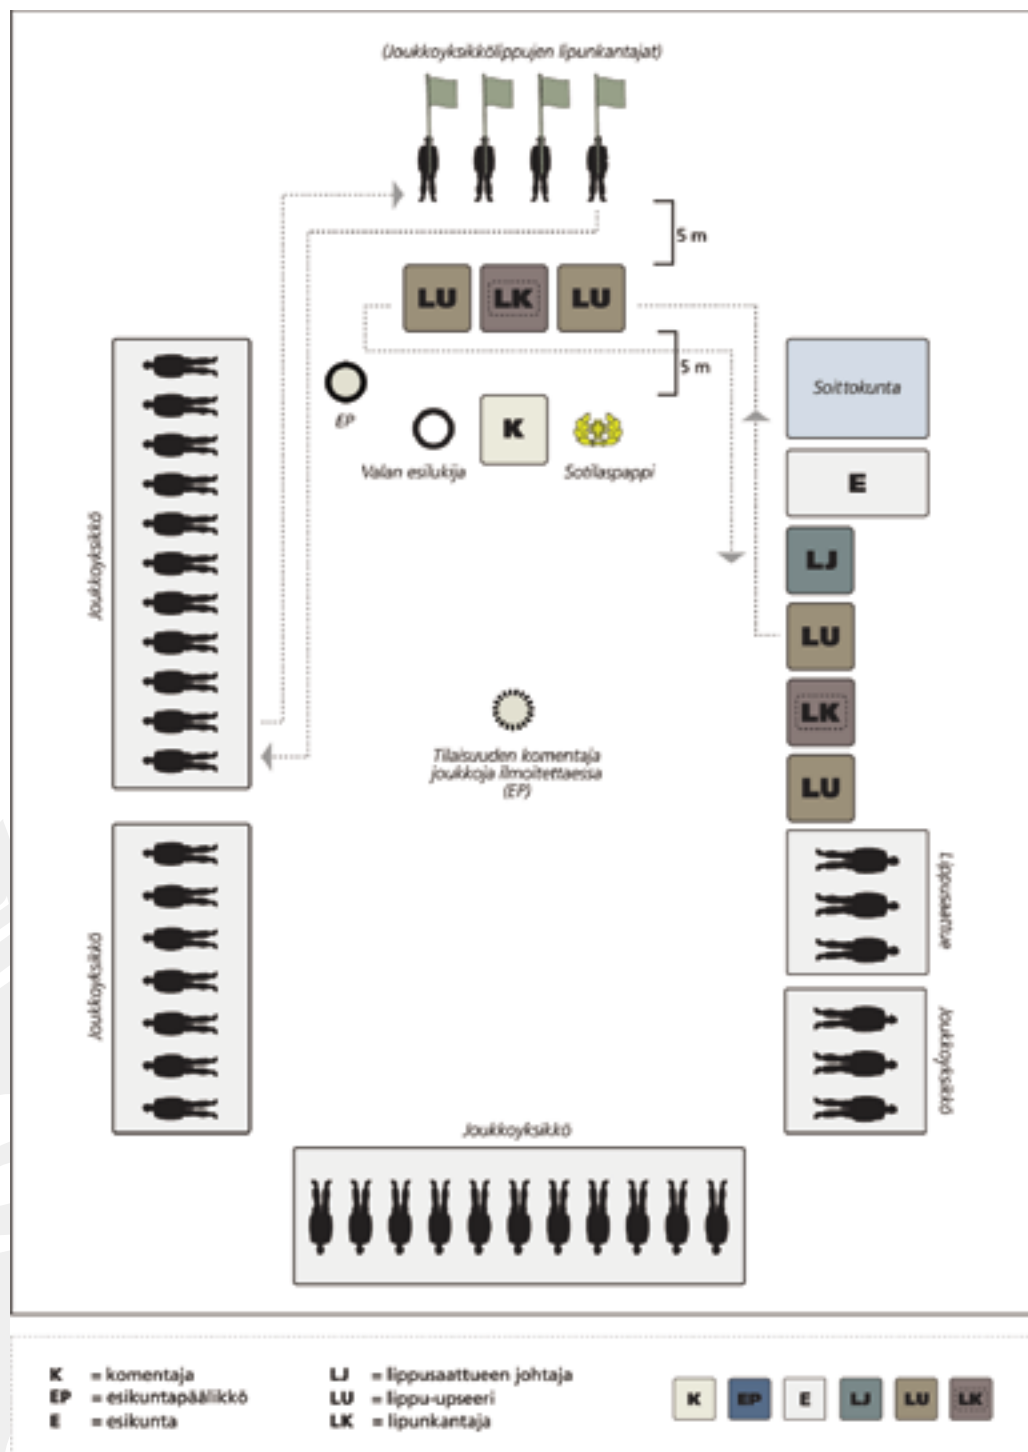 (Joukkoyksikkölippujen lipunkantajat)
5 m
LU LK LU
5 m
EP
K
Valan esilukija
Sotilaspappi
Soittokunta
E
LJ
LU
LK
LU
Joukkoyksikkö
Tilaisuuden komentaja
joukkoja ilmoitettaessa
(EP)
Lippusaattue
Joukkoyksikkö
Joukkoyksikkö
Joukkoyksikkö
K = komentaja
EP = esikuntapäälikkö
E = esikunta
LJ = lippusaattueen johtaja
LU = lippu-upseeri
LK = lipunkantaja
K EP E LJ LU LK